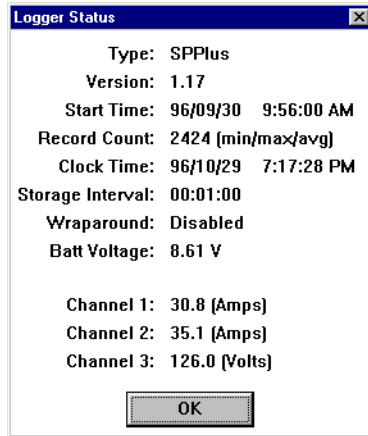 Logger Status
Type: SPPlus
Version: 1.17
Start Time: 96/09/30 9:56:00 AM
Record Count: 2424 (min/max/avg)
Clock Time: 96/10/29 7:17:28 PM
Storage Interval: 00:01:00
Wraparound: Disabled
Batt Voltage: 8.61 V
Channel 1: 30.8 (Amps)
Channel 2: 35.1 (Amps)
Channel 3: 126.0 (Volts)
OK